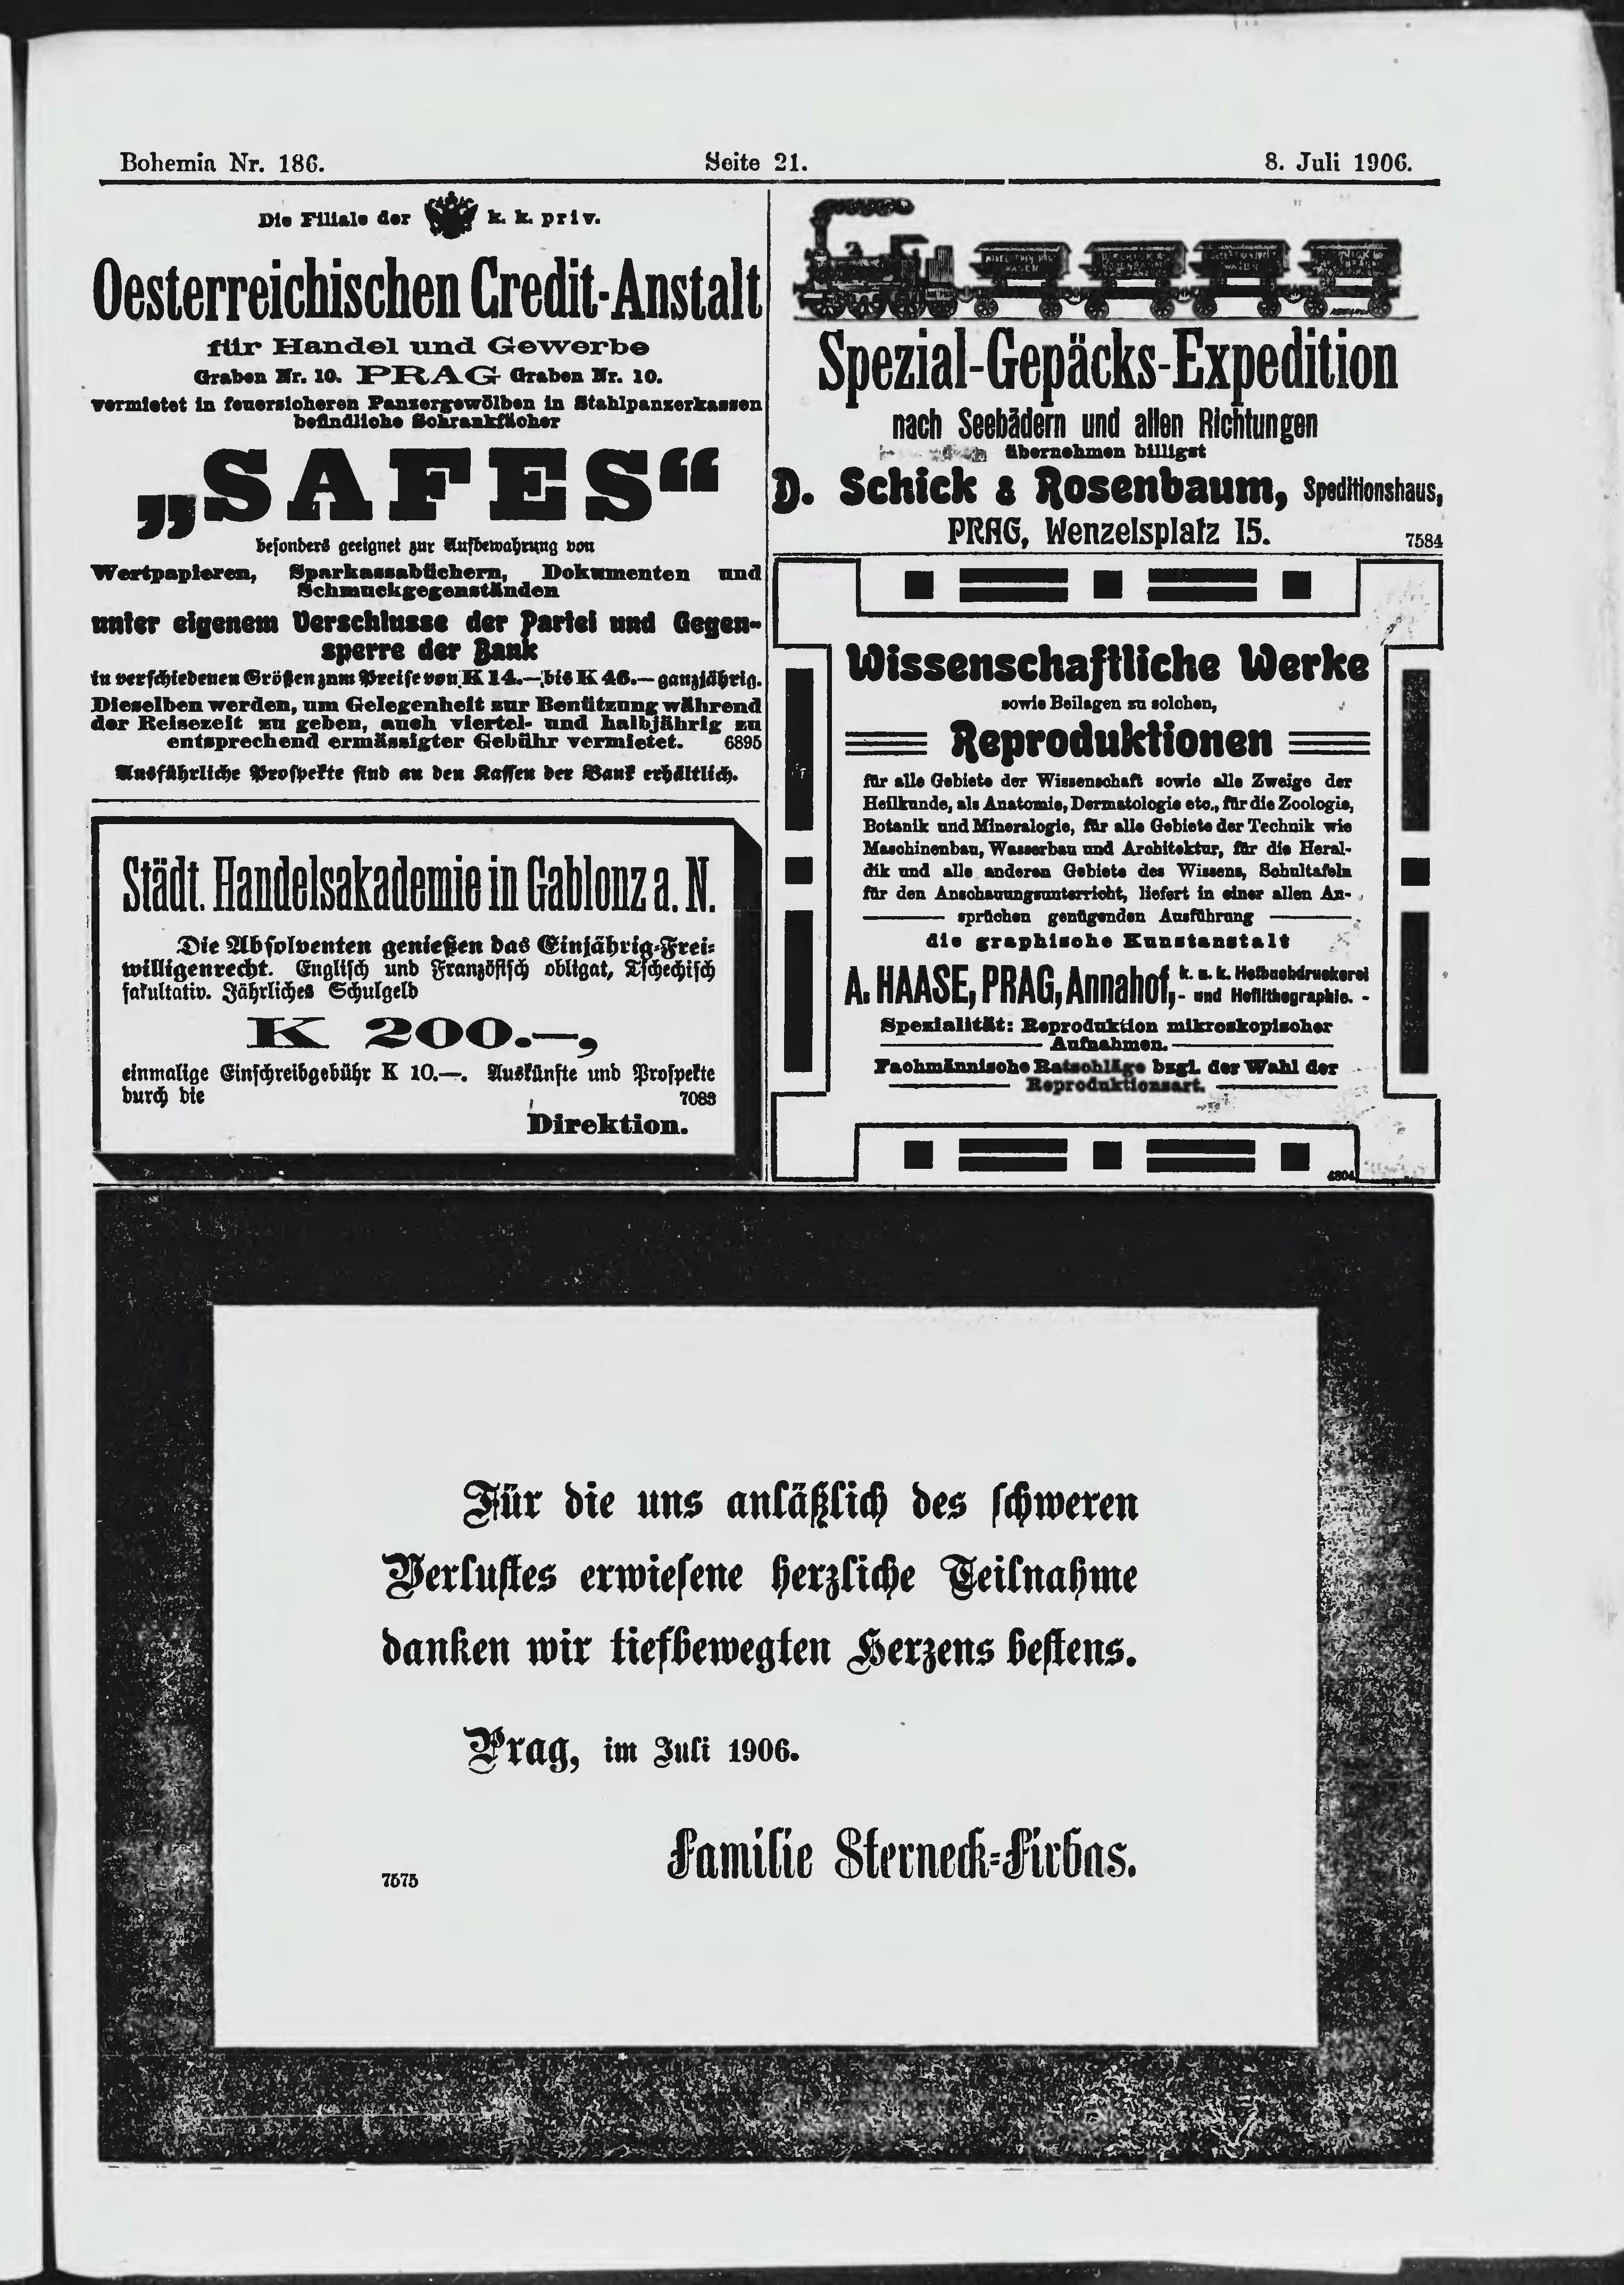 Bohemia Nr. 186.
Seite 21.
8. Juli 1906.
Die Filiale der k. k. priv.
Oesterreichischen Credit-Anstalt
für Handel und Gewerbe
Graben Nr. 10. PRAG Graben Nr. 10.
vermietet in feuersicheren Panzergewölben in Stahlpanzerkassen
befindliche Schrankfächer
„SAFES“
besonders geeignet zur Aufbewahrung von
Wertpapieren, Sparkassabüchern, Dokumenten und
Schmuckgegenständen
unter eigenem Verschlusse der Partei und Gegen-
sperre der Bank
in verschiedenen Größen zum Preise von K 14.— bis K 46.— ganzjährig.
Dieselben werden, um Gelegenheit zur Benützung während
der Reisezeit zu geben, auch viertel- und halbjährig zu
entsprechend ermässigter Gebühr vermietet. 6895
Ausführliche Prospekte sind an den Kassen der Bank erhältlich.
Städt. Handelsakademie in Gablonz a. N.
Die Absolventen genießen das Einjährig-Frei-
willigenrecht. Englisch und Französisch obligat, Tschechisch
fakultativ. Jährliches Schulgeld
K 200.—,
einmalige Einschreibgebühr K 10.—. Auskünfte und Prospekte
durch die 7083
Direktion.
Spezial-Gepäcks-Expedition
nach Seebädern und allen Richtungen
übernehmen billigst
D. Schick & Rosenbaum, Speditionshaus,
PRAG, Wenzelsplatz 15. 7584
Wissenschaftliche Werke
sowie Beilagen zu solchen,
Reproduktionen
für alle Gebiete der Wissenschaft sowie alle Zweige der
Heilkunde, als Anatomie, Dermatologie etc., für die Zoologie,
Botanik und Mineralogie, für alle Gebiete der Technik wie
Maschinenbau, Wasserbau und Architektur, für die Heral-
dik und alle anderen Gebiete des Wissens, Schultafeln
für den Anschauungsunterricht, liefert in einer allen An-
sprüchen genügenden Ausführung
die graphische Kunstanstalt
A. HAASE, PRAG, Annahof, k. u. k. Hofbuchdruckerei
- und Hoflithographie. -
Spezialität: Reproduktion mikroskopischer
Aufnahmen.
Fachmännische Ratschläge bzgl. der Wahl der
Reproduktionsart.
4304
Für die uns anläßlich des schweren
Verlustes erwiesene herzliche Teilnahme
danken wir tiefbewegten Herzens bestens.
Prag, im Juli 1906.
Familie Sterneck-Firbas.
7575